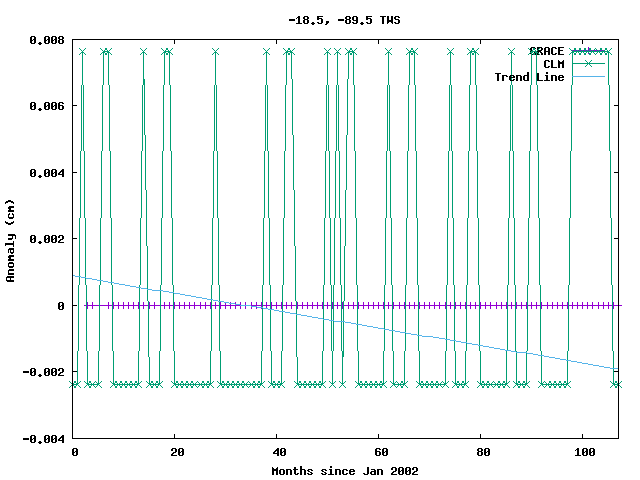 -18.5, -89.5 TWS
0.008
0.006
0.004
0.002
0
-0.002
-0.004
Anomaly (cm)
GRACE
CLM
Trend Line
0 20 40 60 80 100
Months since Jan 2002